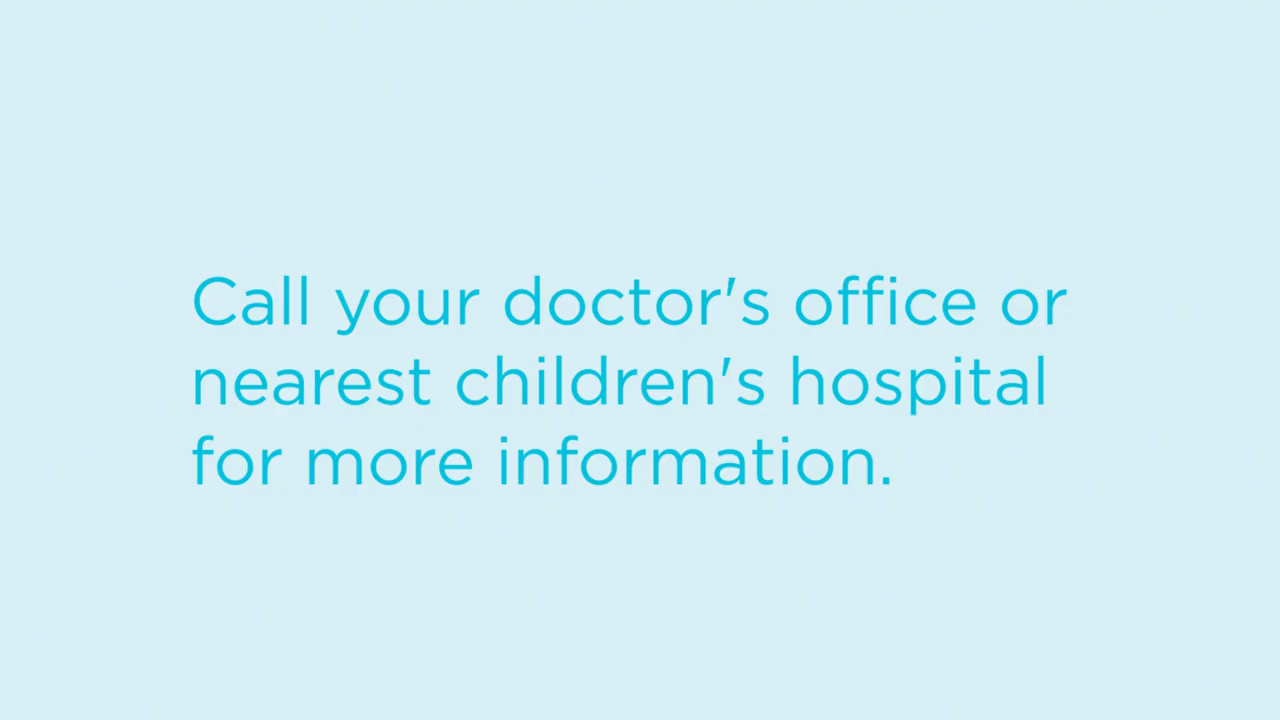 Call your doctor's office or
nearest children's hospital
for more information.